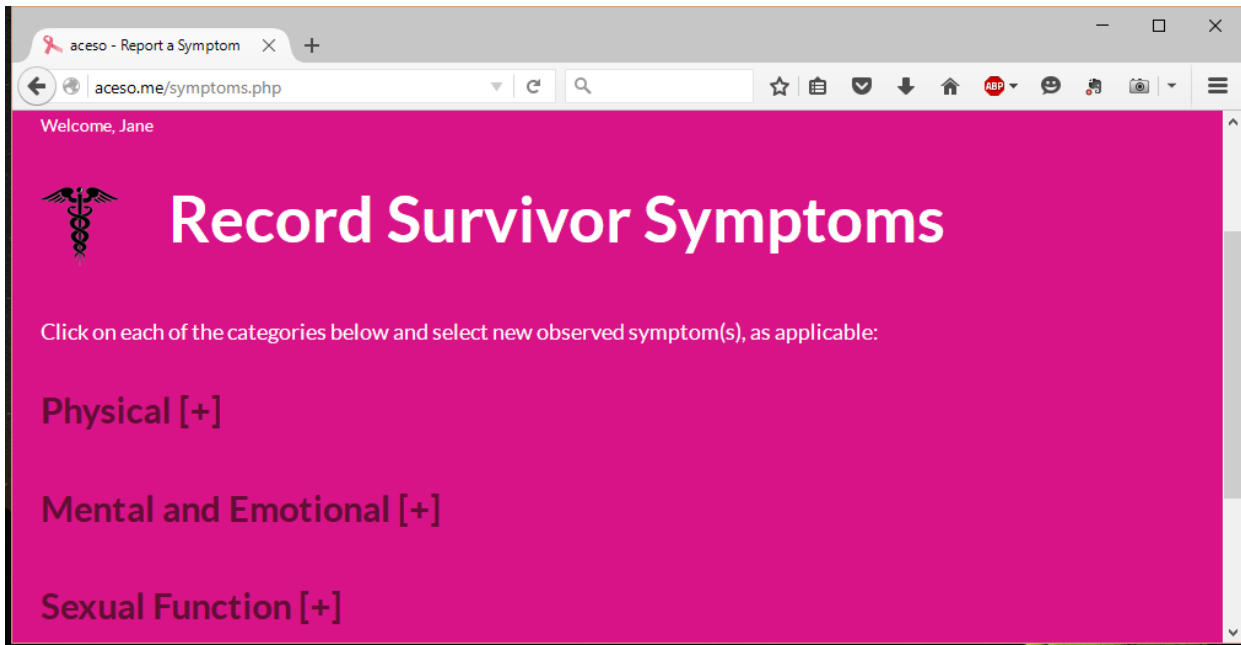 aceso - Report a Symptom
aceso.me/symptoms.php
ABP
Welcome, Jane
Record Survivor Symptoms
Click on each of the categories below and select new observed symptom(s), as applicable:
Physical [+]
Mental and Emotional [+]
Sexual Function [+]